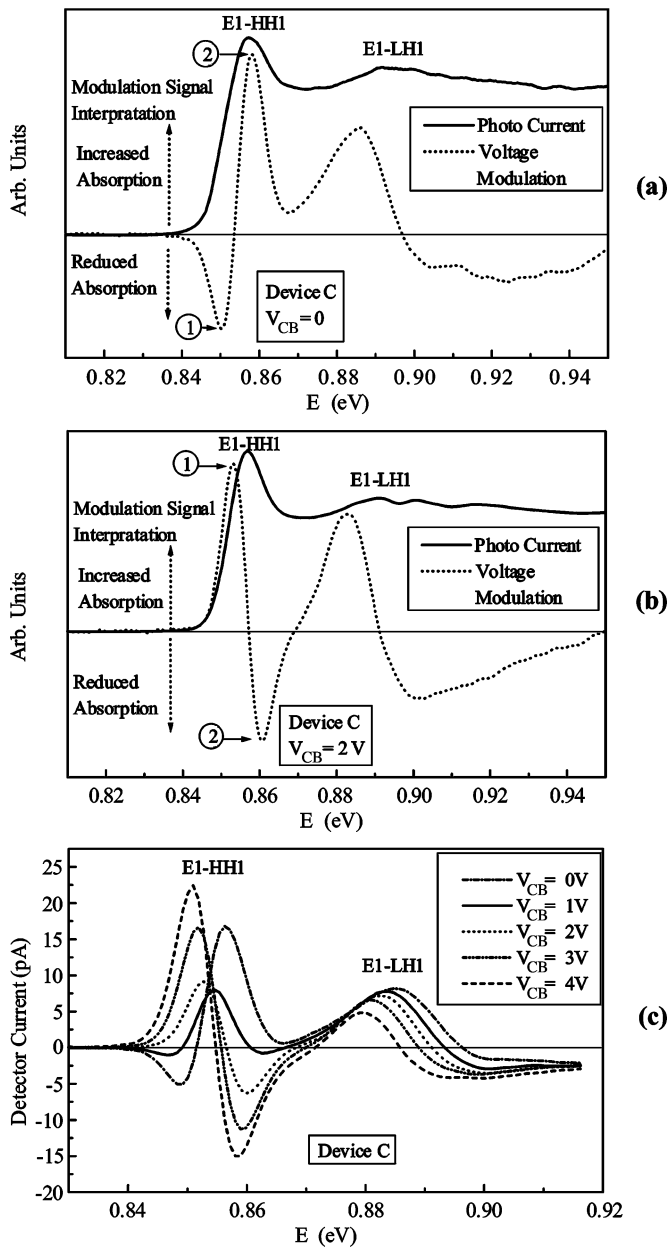 E1-HH1
2
E1-LH1
Modulation Signal
Interpratation
Increased
Absorption
Photo Current
Voltage
Modulation
Arb. Units
(a)
Reduced
Absorption
Device C
V_CB = 0
1
0.82 0.84 0.86 0.88 0.90 0.92 0.94
E (eV)
E1-HH1
1
E1-LH1
Modulation Signal
Interpratation
Increased
Absorption
Photo Current
Voltage
Modulation
Arb. Units
(b)
Reduced
Absorption
2
Device C
V_CB = 2 V
0.82 0.84 0.86 0.88 0.90 0.92 0.94
E (eV)
25
20
15
10
5
0
-5
-10
-15
-20
Detector Current (pA)
E1-HH1
V_CB = 0V
V_CB = 1V
V_CB = 2V
V_CB = 3V
V_CB = 4V
E1-LH1
(c)
Device C
0.84 0.86 0.88 0.90 0.92
E (eV)